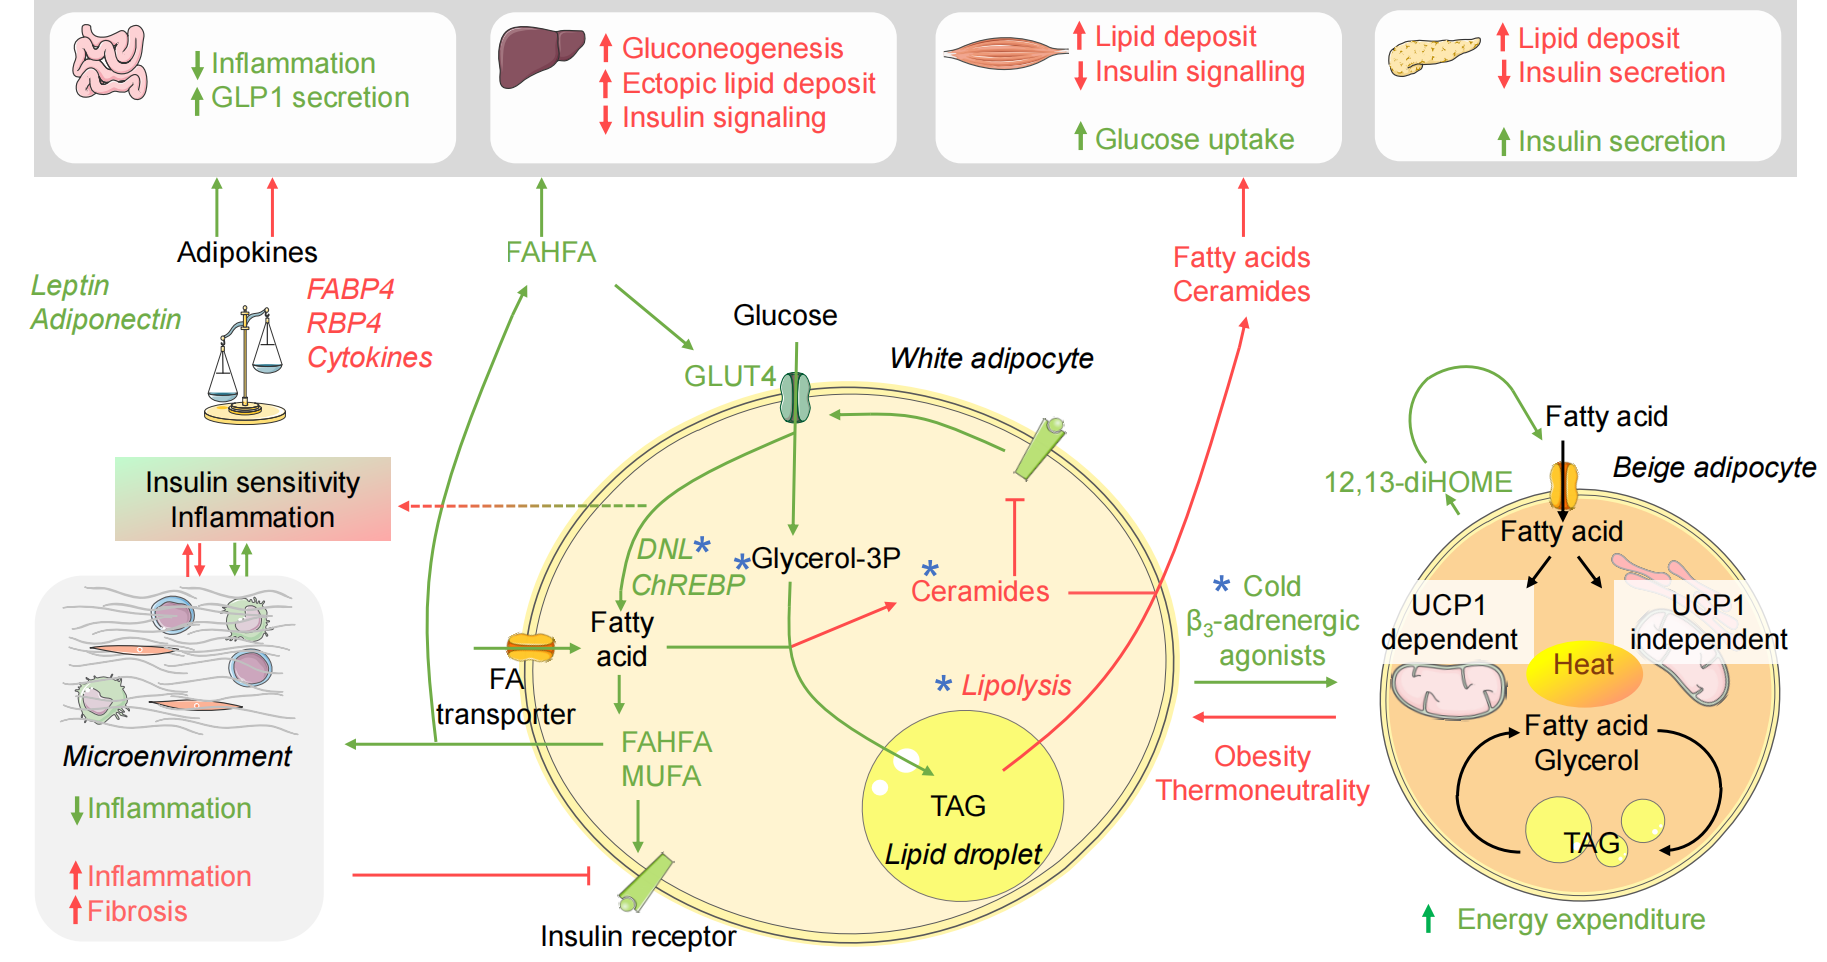 Inflammation
GLP1 secretion
Gluconeogenesis
Ectopic lipid deposit
Insulin signaling
Lipid deposit
Insulin signalling
Glucose uptake
Lipid deposit
Insulin secretion
Insulin secretion
Adipokines
Leptin
Adiponectin
FABP4
RBP4
Cytokines
FAHFA
Glucose
GLUT4
White adipocyte
Fatty acids
Ceramides
Insulin sensitivity
Inflammation
DNL*
ChREBP
*Glycerol-3P
*
Ceramides
Fatty
acid
FA
transporter
FAHFA
MUFA
* Lipolysis
TAG
Lipid droplet
Insulin receptor
Microenvironment
Inflammation
Inflammation
Fibrosis
* Cold
β3-adrenergic
agonists
Obesity
Thermoneutrality
12,13-diHOME
Fatty acid
Beige adipocyte
Fatty acid
UCP1
dependent
UCP1
independent
Heat
Fatty acid
Glycerol
TAG
Energy expenditure